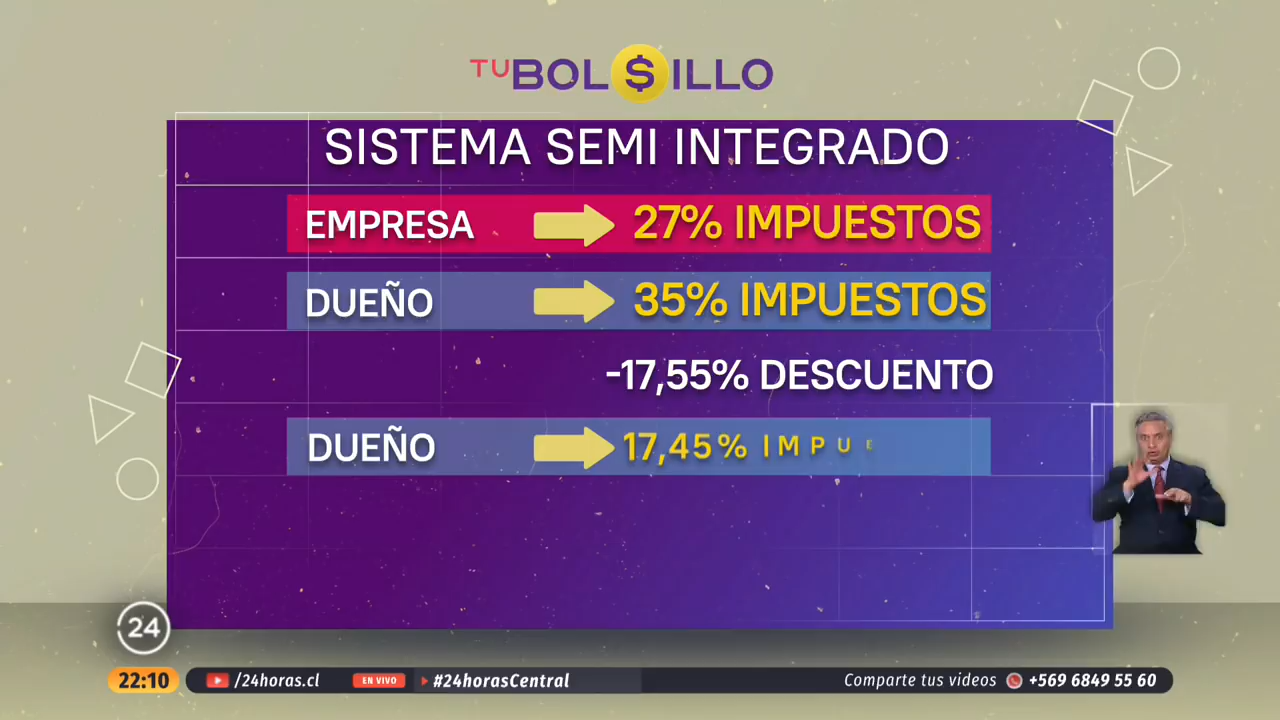 TU BOL$ILLO
SISTEMA SEMI INTEGRADO
EMPRESA 27% IMPUESTOS
DUEÑO 35% IMPUESTOS
-17,55% DESCUENTO
DUEÑO 17,45% IMPUE
24
22:10 /24horas.cl EN VIVO #24horasCentral Comparte tus videos +569 6849 55 60